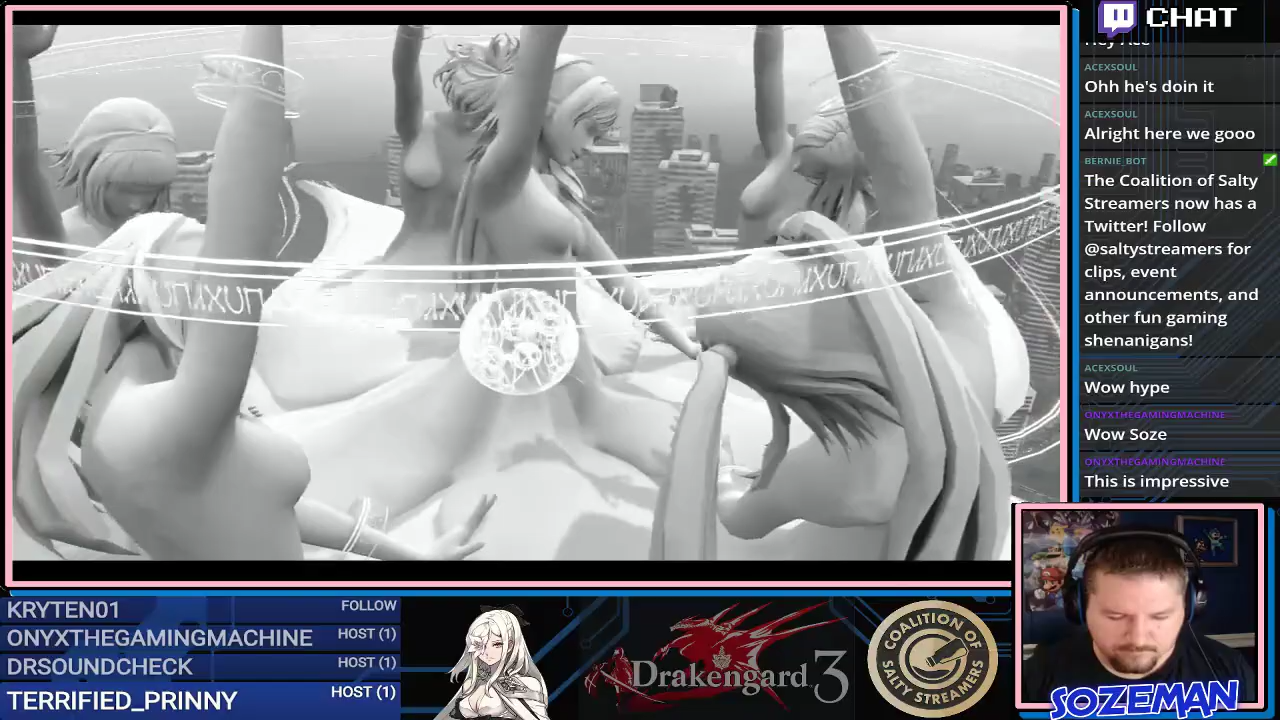 CHAT
Hey Ace
ACEXSOUL
Ohh he's doin it
ACEXSOUL
Alright here we gooo
BERNIE_BOT
The Coalition of Salty
Streamers now has a
Twitter! Follow
@saltystreamers for
clips, event
announcements, and
other fun gaming
shenanigans!
ACEXSOUL
Wow hype
ONYXTHEGAMINGMACHINE
Wow Soze
ONYXTHEGAMINGMACHINE
This is impressive
KRYTEN01 FOLLOW
ONYXTHEGAMINGMACHINE HOST (1)
DRSOUNDCHECK HOST (1)
TERRIFIED_PRINNY HOST (1)
Drakengard 3
COALITION OF
SALTY STREAMERS
SOZEMAN